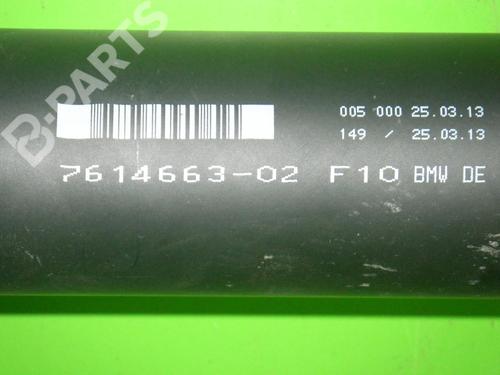 B-PARTS
005 000 25.03.13
149 / 25.03.13
7614663-02 F10 BMW DE